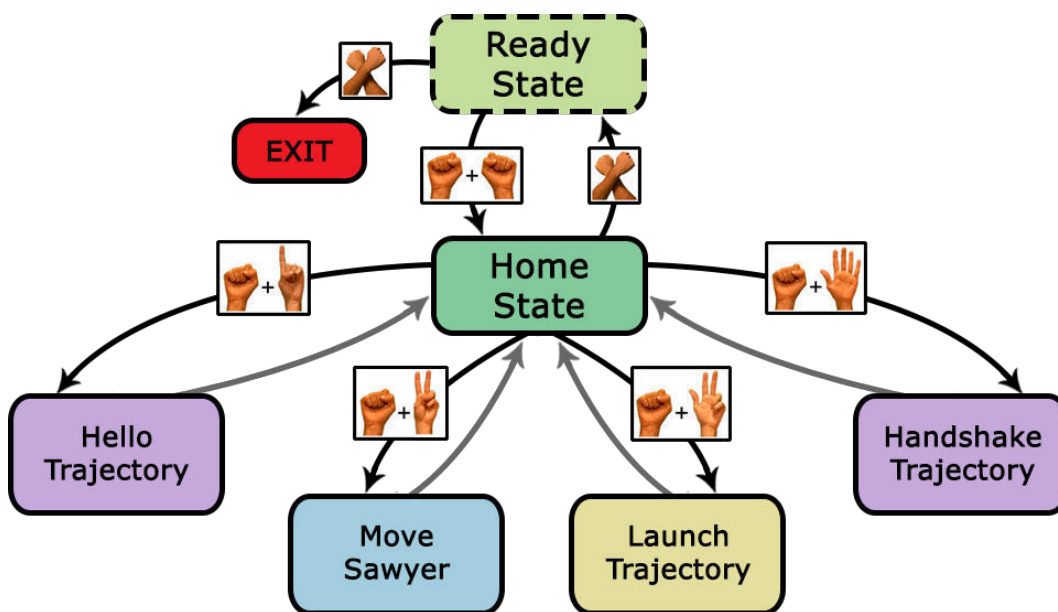 Ready
State
EXIT
+
+
+
Home
State
+
+
Hello
Trajectory
Handshake
Trajectory
Move
Sawyer
Launch
Trajectory